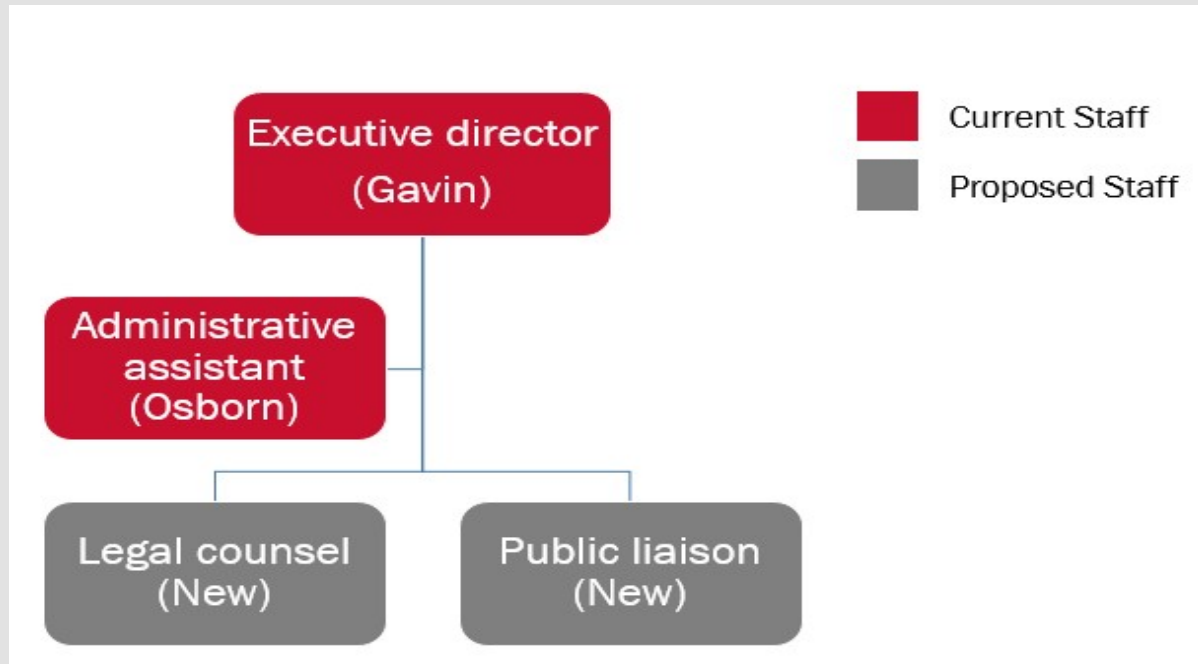 Executive director
(Gavin)
Current Staff
Proposed Staff
Administrative
assistant
(Osborn)
Legal counsel
(New)
Public liaison
(New)